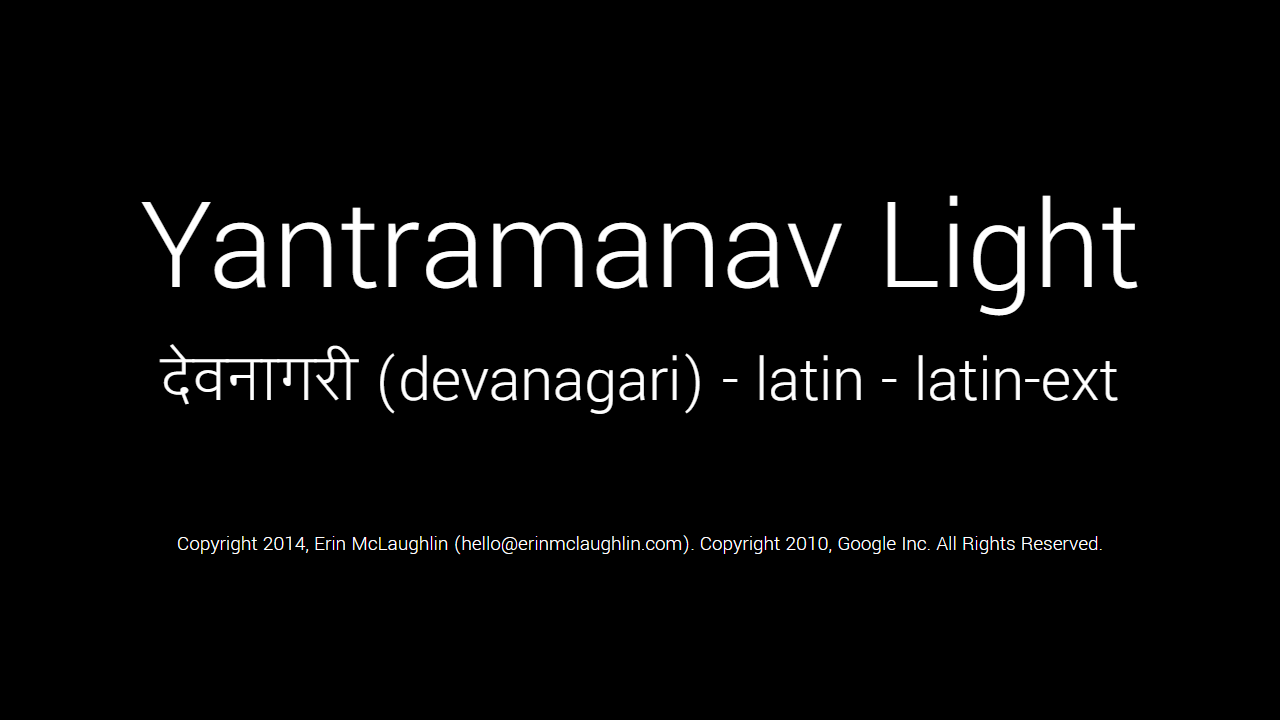 Yantramanav Light
देवनागरी (devanagari) - latin - latin-ext
Copyright 2014, Erin McLaughlin (hello@erinmclaughlin.com). Copyright 2010, Google Inc. All Rights Reserved.